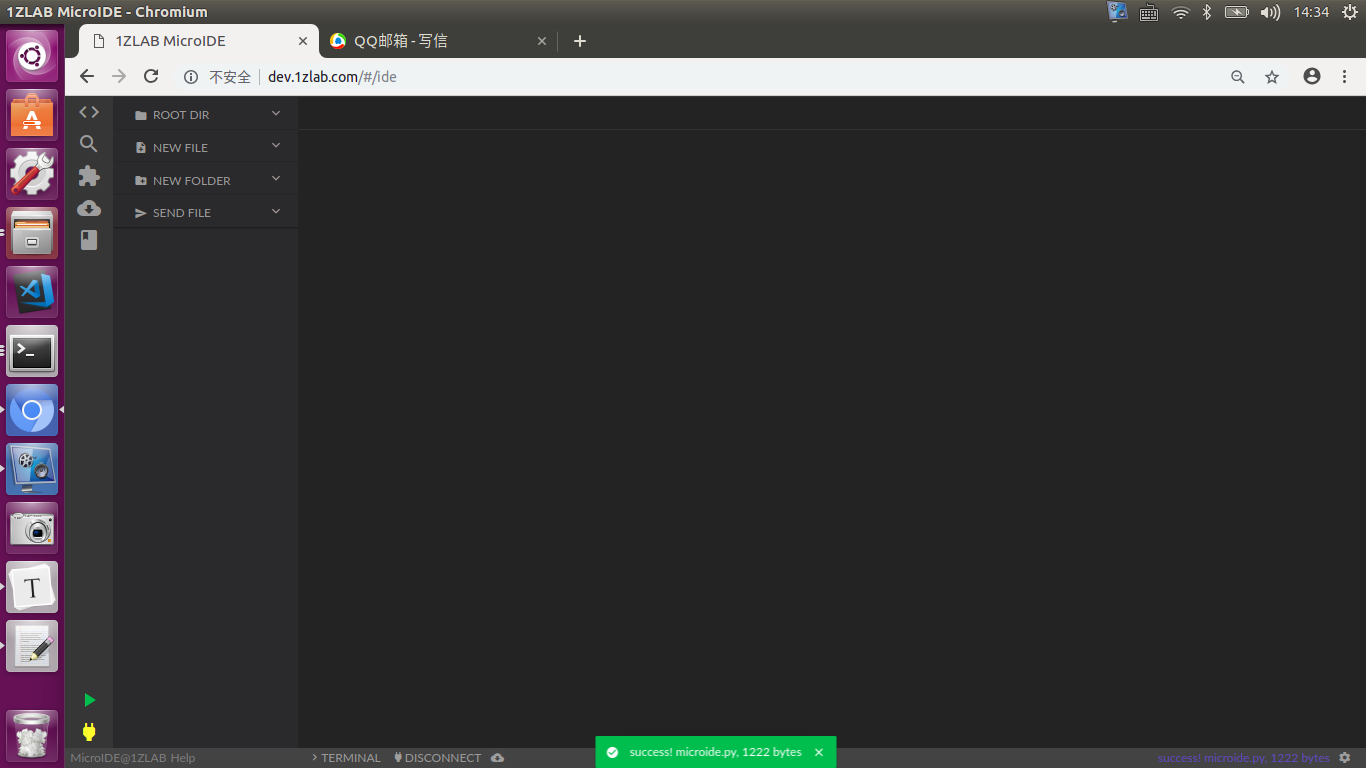 1ZLAB MicroIDE - Chromium
14:34
1ZLAB MicroIDE
QQ邮箱 - 写信
不安全
dev.1zlab.com/#/ide
ROOT DIR
NEW FILE
NEW FOLDER
SEND FILE
T
MicroIDE@1ZLAB Help
TERMINAL
DISCONNECT
success! microide.py, 1222 bytes
success! microide.py, 1222 bytes